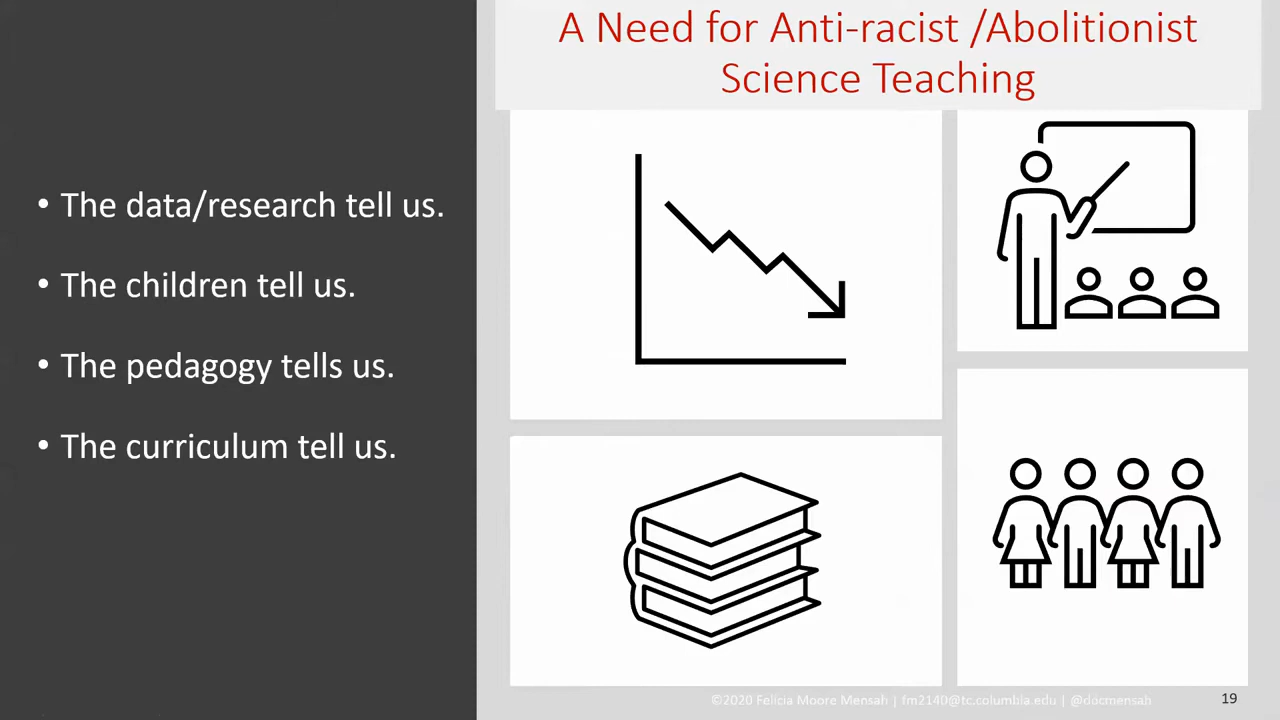 A Need for Anti-racist /Abolitionist
Science Teaching
• The data/research tell us.
• The children tell us.
• The pedagogy tells us.
• The curriculum tell us.
©2020 Felicia Moore Mensah | fm2140@tc.columbia.edu | @docmensah
19